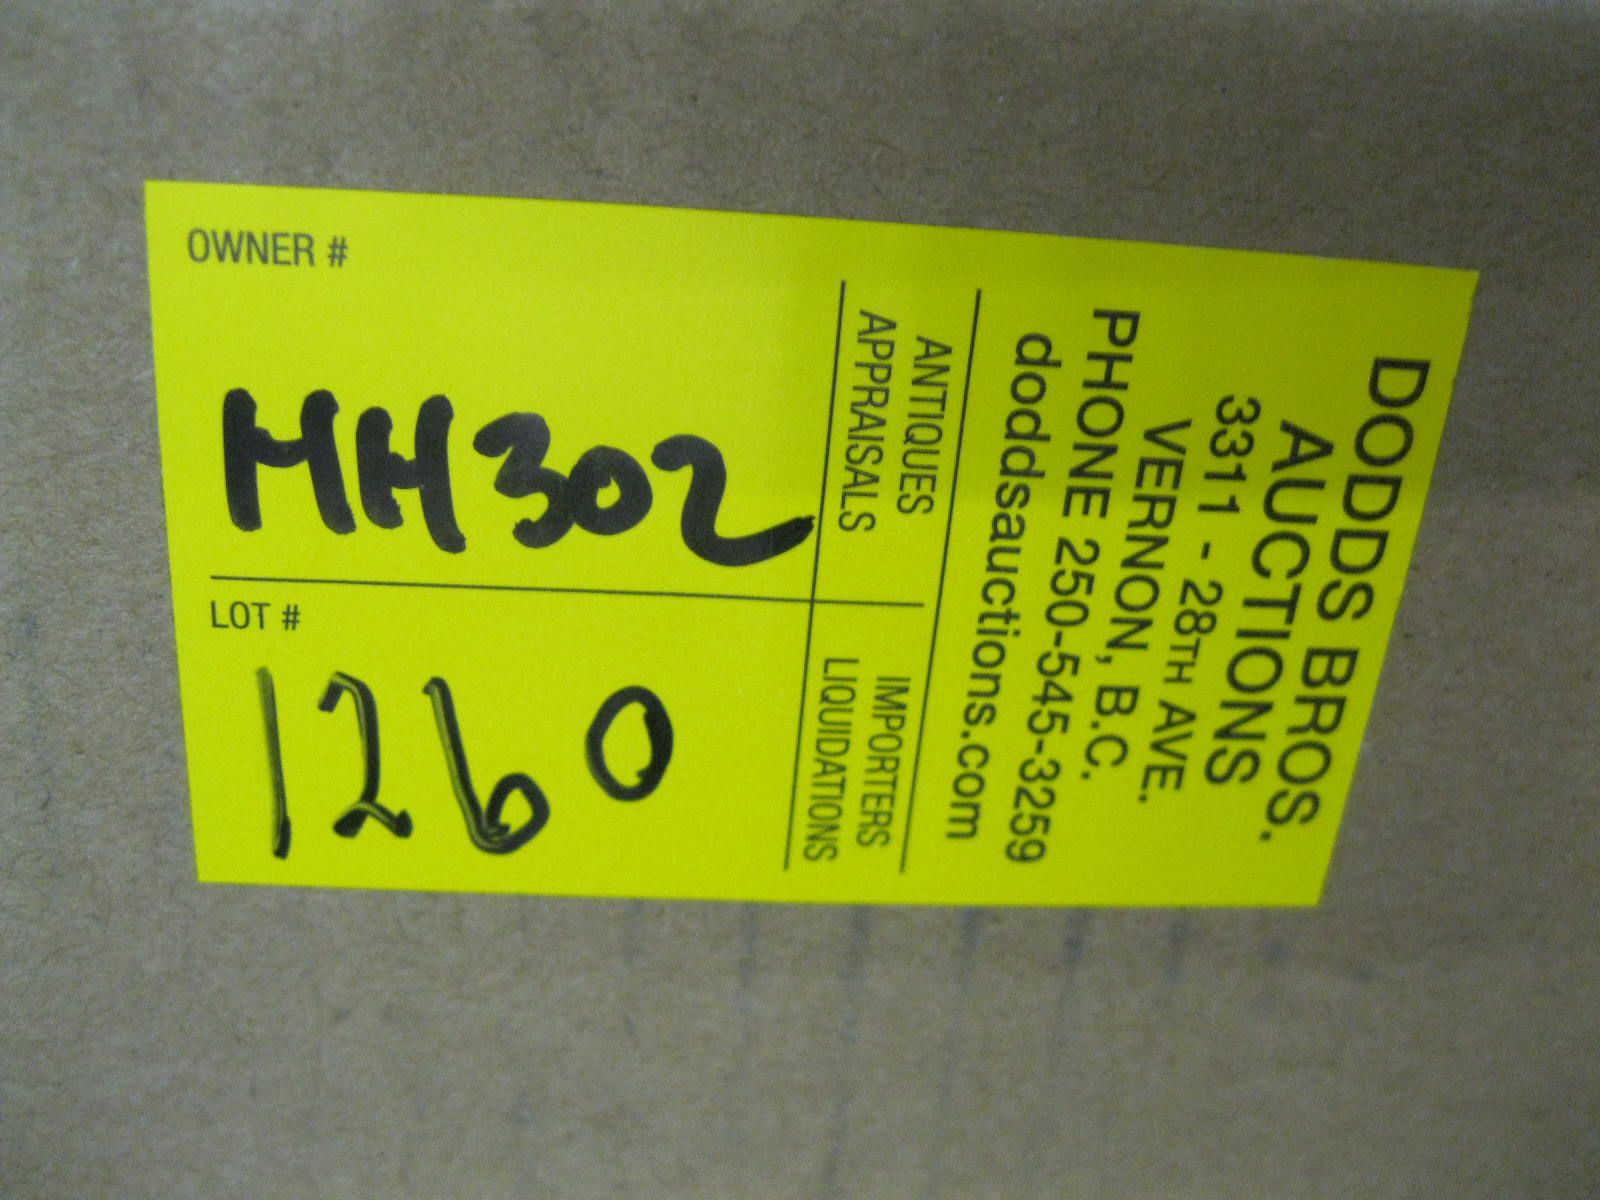 OWNER #
MH302
LOT #
1260
DODDS BROS.
AUCTIONS
3311 - 28TH AVE.
VERNON, B.C.
PHONE 250-545-3259
doddsauctions.com
ANTIQUES
APPRAISALS
IMPORTERS
LIQUIDATIONS